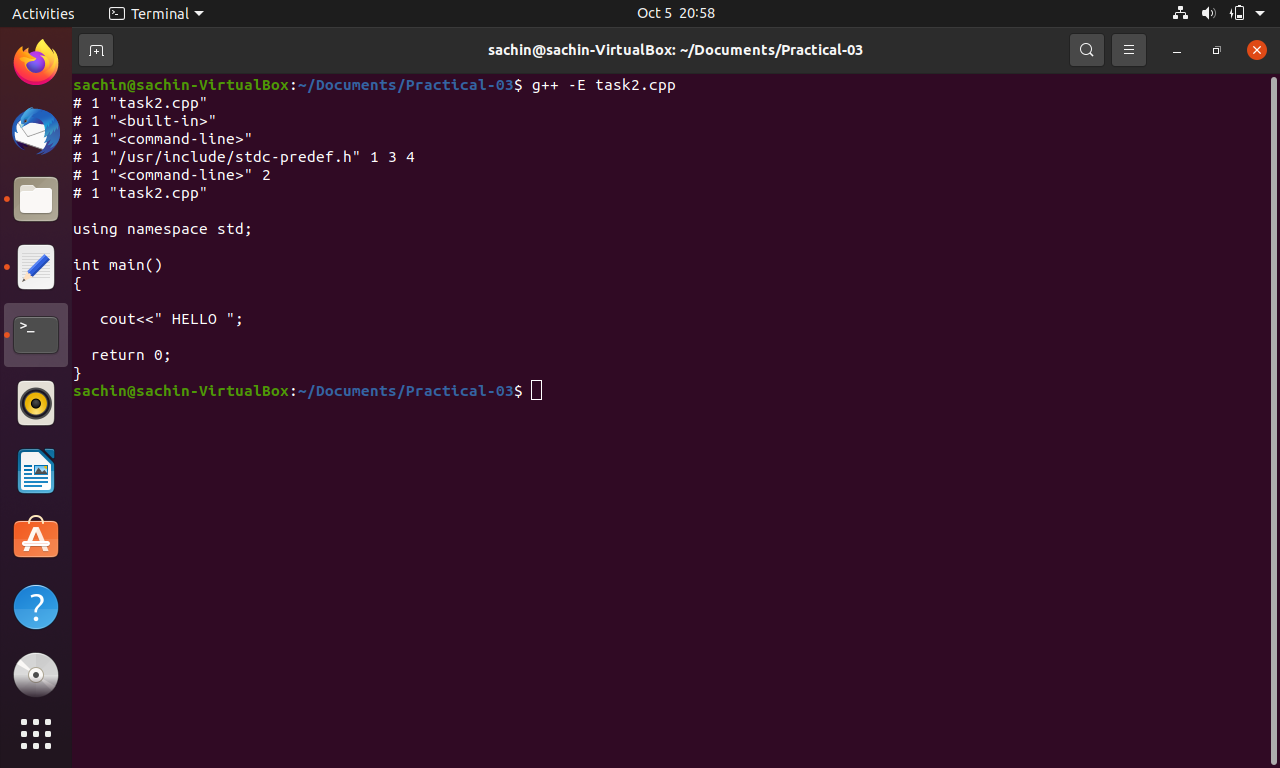 Activities Terminal Oct 5 20:58
sachin@sachin-VirtualBox: ~/Documents/Practical-03
sachin@sachin-VirtualBox:~/Documents/Practical-03$ g++ -E task2.cpp
# 1 "task2.cpp"
# 1 "<built-in>"
# 1 "<command-line>"
# 1 "/usr/include/stdc-predef.h" 1 3 4
# 1 "<command-line>" 2
# 1 "task2.cpp"
using namespace std;
int main()
{
cout<<" HELLO ";
return 0;
}
sachin@sachin-VirtualBox:~/Documents/Practical-03$